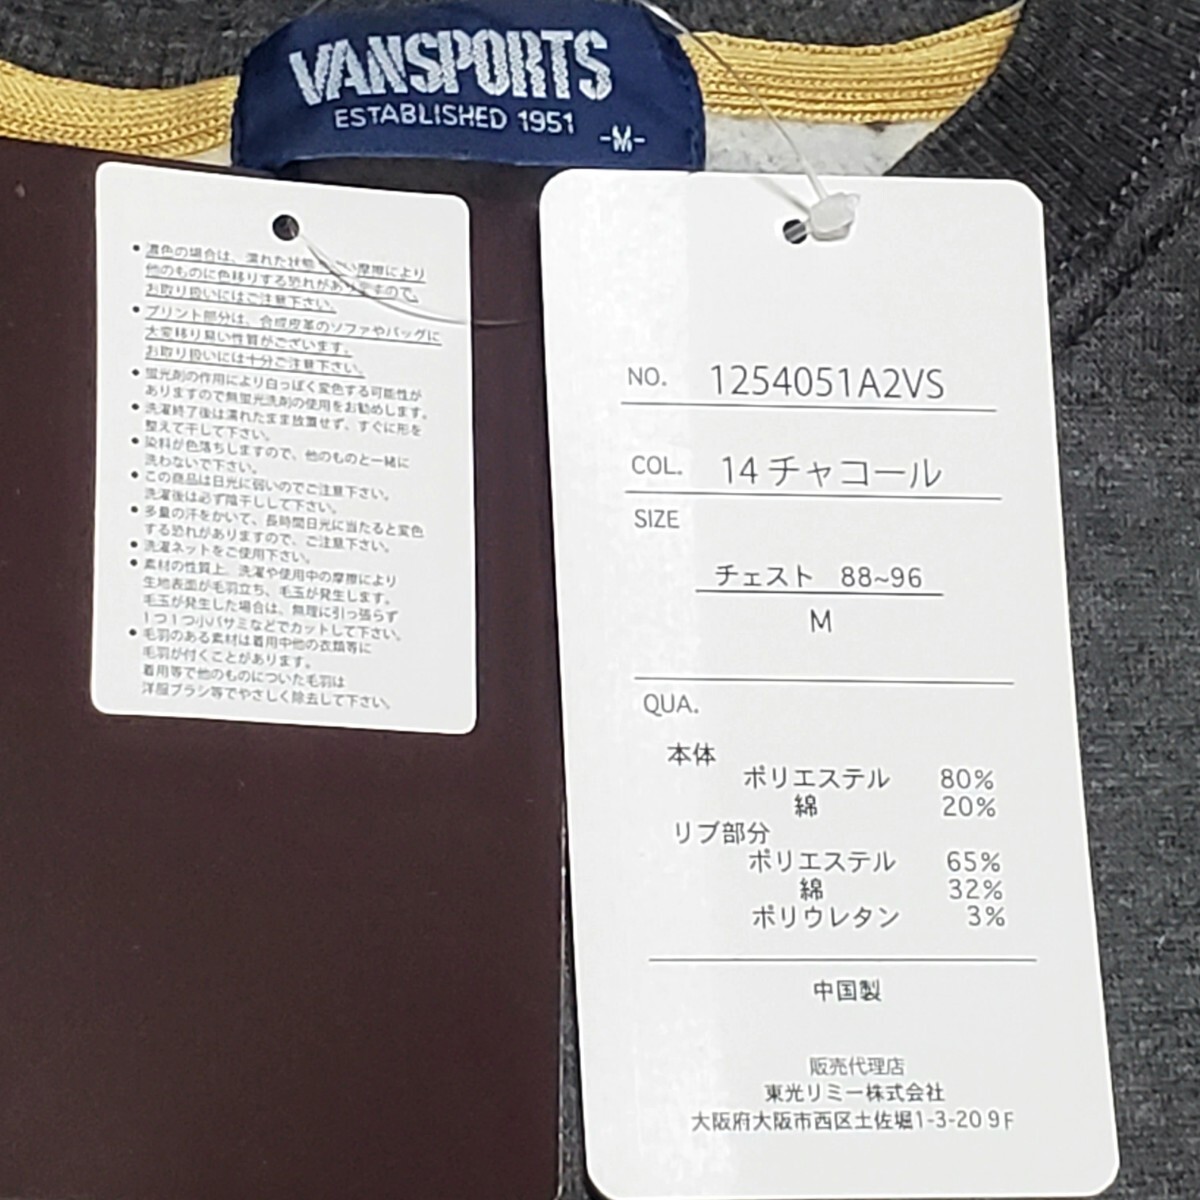 VANSPORTS
ESTABLISHED 1951
-M-
• 濃色の場合は、濡れた状態 摩擦により
他のものに色移りする恐れがありますので、
お取り扱いにはご注意下さい。
• プリント部分は、合成皮革のソファやバッグに
大変移り易い性質がございます。
お取り扱いには十分ご注意下さい。
• 蛍光剤の作用により白っぽく変色する可能性が
ありますので無蛍光洗剤の使用をお勧めします。
• 洗濯終了後は濡れたまま放置せず、すぐに形を
整えて干して下さい。
• 染料が色落ちしますので、他のものと一緒に
洗わないで下さい。
• この商品は日光に弱いのでご注意下さい。
洗濯後は必ず陰干しして下さい。
• 多量の汗をかいて、長時間日光に当たると変色
する恐れがありますので、ご注意下さい。
• 洗濯ネットをご使用下さい。
• 素材の性質上、洗濯や使用中の摩擦により
生地表面が毛羽立ち、毛玉が発生します。
毛玉が発生した場合は、無理に引っ張らず
1つ1つ小バサミなどでカットして下さい。
• 毛羽のある素材は着用中他の衣類等に
毛羽が付くことがあります。
着用等で他のものについた毛羽は
洋服ブラシ等でやさしく除去して下さい。
NO. 1254051A2VS
COL. 14 チャコール
SIZE
チェスト 88~96
M
QUA.
本体
ポリエステル 80%
綿 20%
リブ部分
ポリエステル 65%
綿 32%
ポリウレタン 3%
中国製
販売代理店
東光リミー株式会社
大阪府大阪市西区土佐堀1-3-20 9F